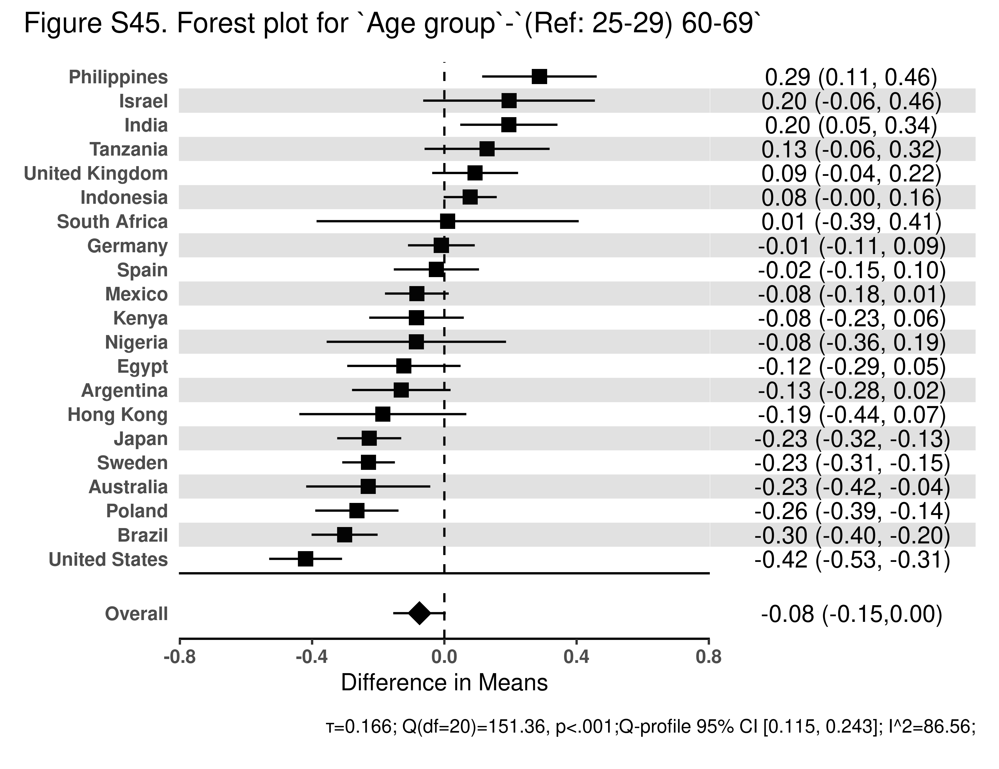 Figure S45. Forest plot for `Age group`-`(Ref: 25-29) 60-69`
Philippines 0.29 (0.11, 0.46)
Israel 0.20 (-0.06, 0.46)
India 0.20 (0.05, 0.34)
Tanzania 0.13 (-0.06, 0.32)
United Kingdom 0.09 (-0.04, 0.22)
Indonesia 0.08 (-0.00, 0.16)
South Africa 0.01 (-0.39, 0.41)
Germany -0.01 (-0.11, 0.09)
Spain -0.02 (-0.15, 0.10)
Mexico -0.08 (-0.18, 0.01)
Kenya -0.08 (-0.23, 0.06)
Nigeria -0.08 (-0.36, 0.19)
Egypt -0.12 (-0.29, 0.05)
Argentina -0.13 (-0.28, 0.02)
Hong Kong -0.19 (-0.44, 0.07)
Japan -0.23 (-0.32, -0.13)
Sweden -0.23 (-0.31, -0.15)
Australia -0.23 (-0.42, -0.04)
Poland -0.26 (-0.39, -0.14)
Brazil -0.30 (-0.40, -0.20)
United States -0.42 (-0.53, -0.31)
Overall -0.08 (-0.15,0.00)
-0.8 -0.4 0.0 0.4 0.8
Difference in Means
τ=0.166; Q(df=20)=151.36, p<.001;Q-profile 95% CI [0.115, 0.243]; I^2=86.56;